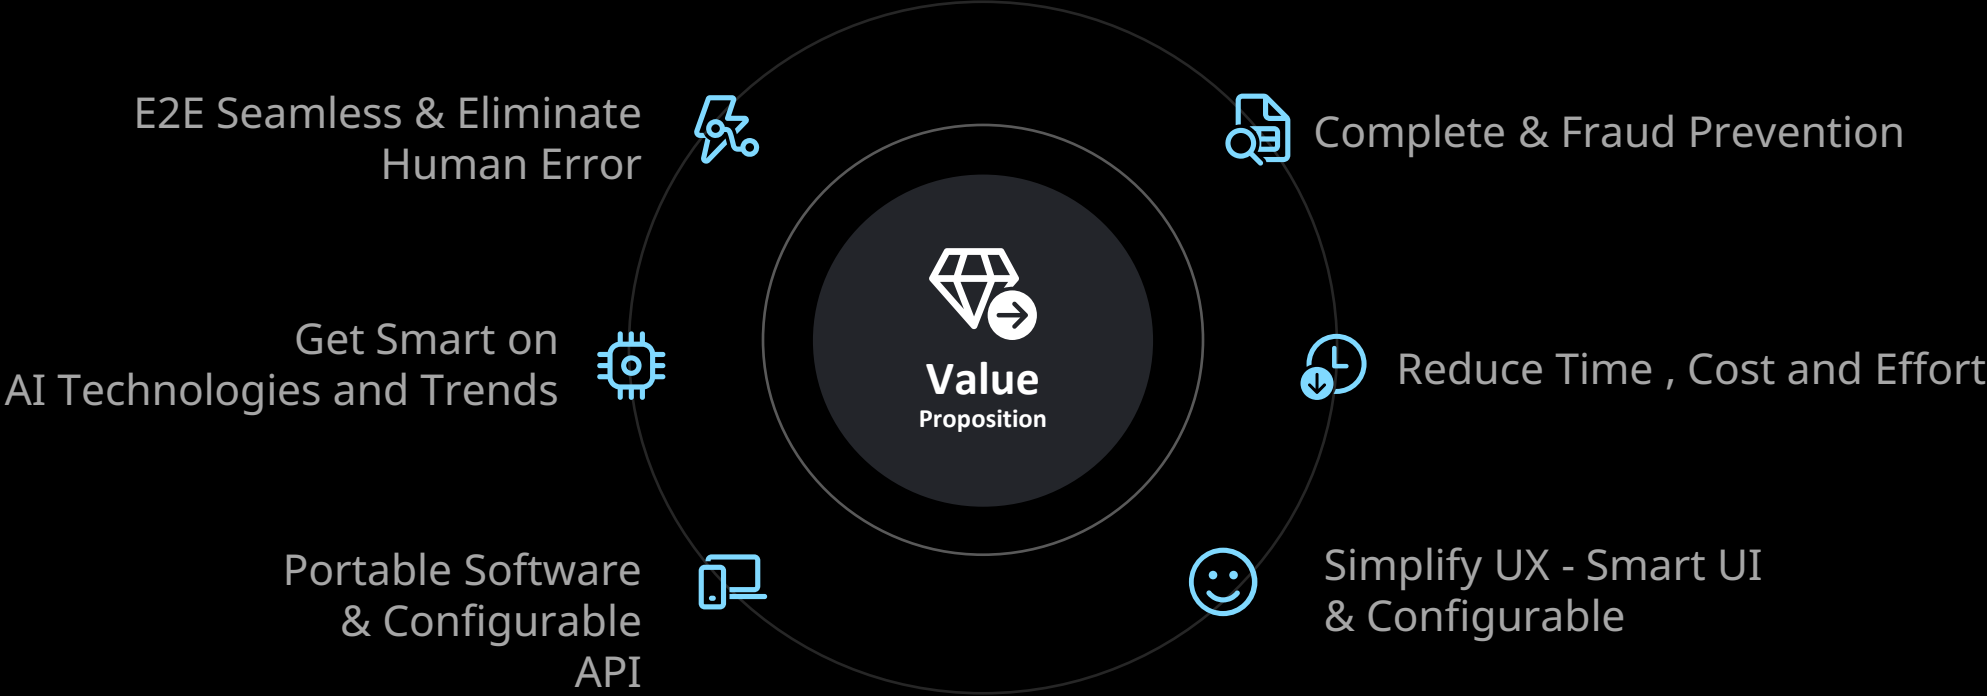 E2E Seamless & Eliminate
Human Error
Get Smart on
AI Technologies and Trends
Portable Software
& Configurable
API
Value
Proposition
Complete & Fraud Prevention
Reduce Time , Cost and Effort
Simplify UX - Smart UI
& Configurable